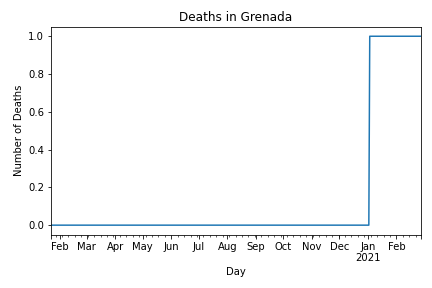 Deaths in Grenada
1.0
0.8
0.6
0.4
0.2
0.0
Number of Deaths
Feb Mar Apr May Jun Jul Aug Sep Oct Nov Dec Jan Feb
2021
Day